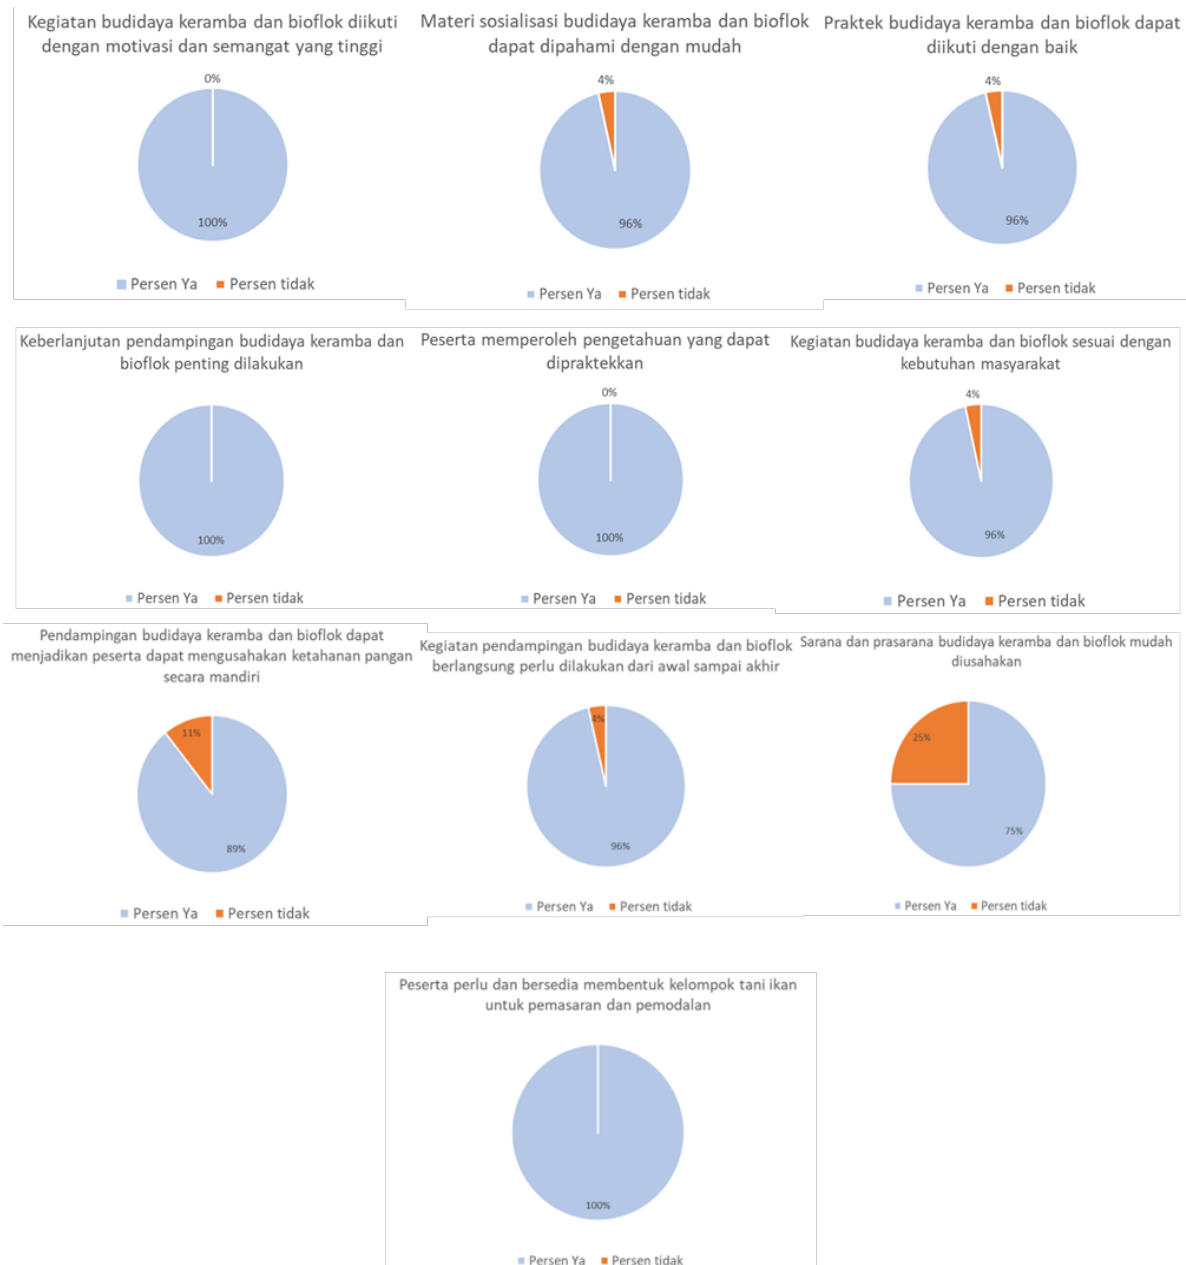 Kegiatan budidaya keramba dan bioflok diikuti
dengan motivasi dan semangat yang tinggi
0%
100%
Persen Ya Persen tidak
Materi sosialisasi budidaya keramba dan bioflok
dapat dipahami dengan mudah
4%
96%
Persen Ya Persen tidak
Praktek budidaya keramba dan bioflok dapat
diikuti dengan baik
4%
96%
Persen Ya Persen tidak
Keberlanjutan pendampingan budidaya keramba dan
bioflok penting dilakukan
100%
Persen Ya Persen tidak
Peserta memperoleh pengetahuan yang dapat
dipraktekkan
0%
100%
Persen Ya Persen tidak
Kegiatan budidaya keramba dan bioflok sesuai dengan
kebutuhan masyarakat
4%
96%
Persen Ya Persen tidak
Pendampingan budidaya keramba dan bioflok dapat
menjadikan peserta dapat mengusahakan ketahanan pangan
secara mandiri
11%
89%
Persen Ya Persen tidak
Kegiatan pendampingan budidaya keramba dan bioflok
berlangsung perlu dilakukan dari awal sampai akhir
4%
96%
Persen Ya Persen tidak
Sarana dan prasarana budidaya keramba dan bioflok mudah
diusahakan
25%
75%
Persen Ya Persen tidak
Peserta perlu dan bersedia membentuk kelompok tani ikan
untuk pemasaran dan pemodalan
100%
Persen Ya Persen tidak